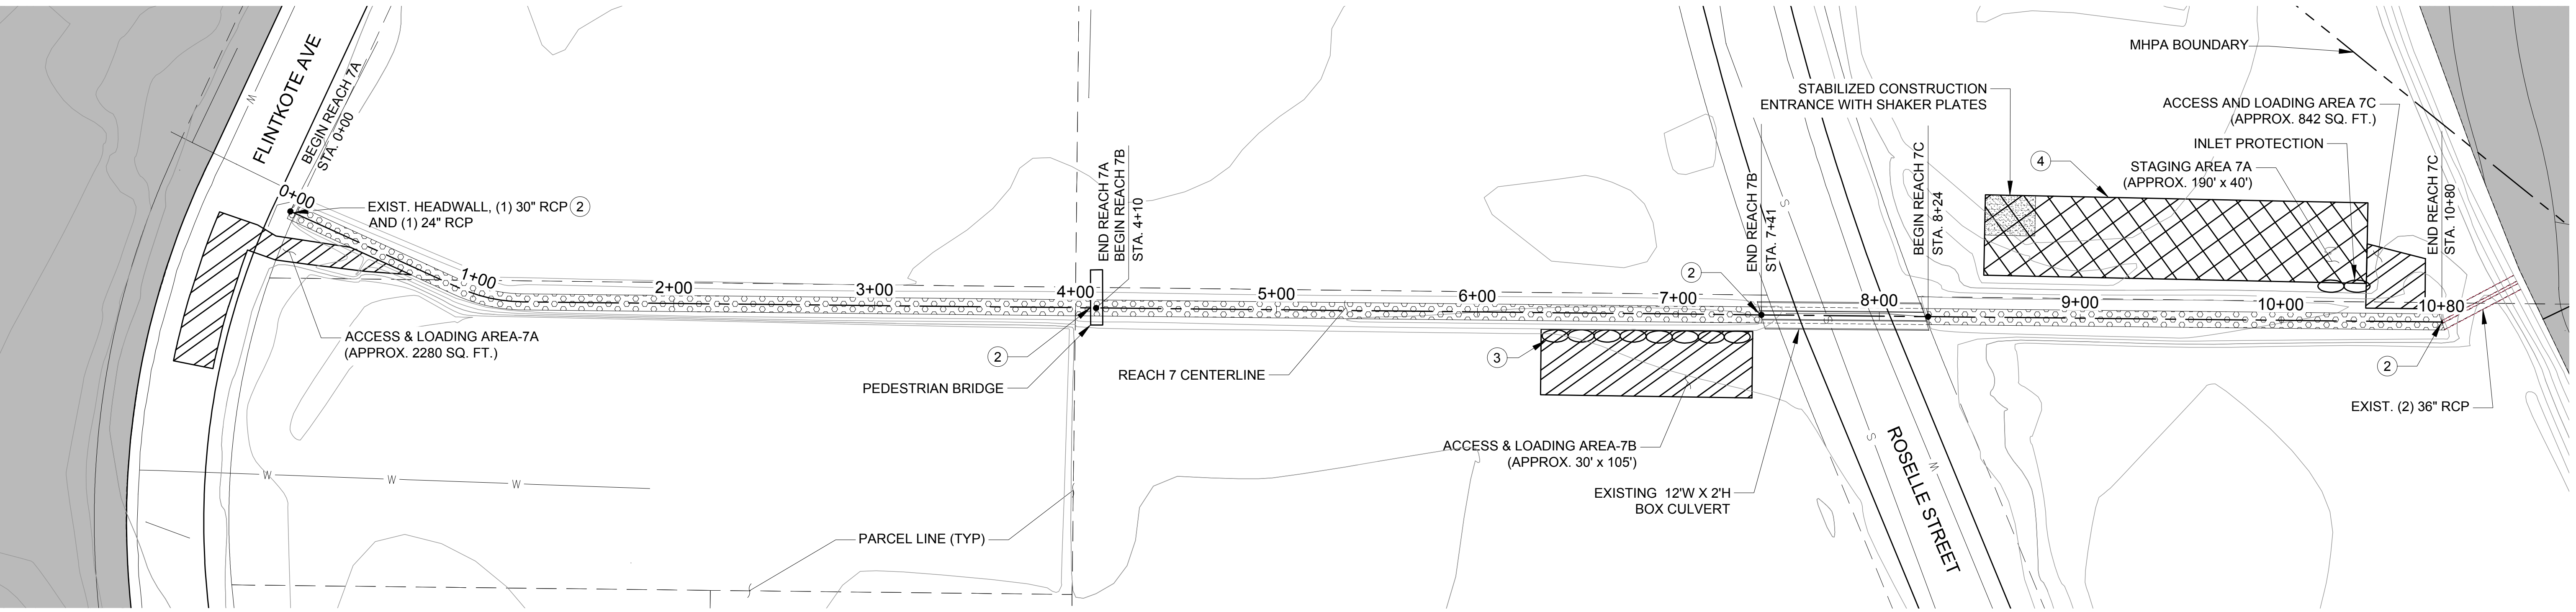 FLINTKOTE AVE
W
BEGIN REACH 7A
STA. 0+00
0+00
EXIST. HEADWALL, (1) 30" RCP 2
AND (1) 24" RCP
1+00
2+00
3+00
4+00
5+00
6+00
7+00
8+00
9+00
10+00
10+80
ACCESS & LOADING AREA-7A
(APPROX. 2280 SQ. FT.)
W
W
W
END REACH 7A
BEGIN REACH 7B
STA. 4+10
2
PEDESTRIAN BRIDGE
REACH 7 CENTERLINE
PARCEL LINE (TYP)
3
ACCESS & LOADING AREA-7B
(APPROX. 30' x 105')
EXISTING 12'W X 2'H
BOX CULVERT
2
END REACH 7B
STA. 7+41
S
S
S
S
W
ROSELLE STREET
BEGIN REACH 7C
STA. 8+24
STABILIZED CONSTRUCTION
ENTRANCE WITH SHAKER PLATES
4
MHPA BOUNDARY
ACCESS AND LOADING AREA 7C
(APPROX. 842 SQ. FT.)
INLET PROTECTION
STAGING AREA 7A
(APPROX. 190' x 40')
END REACH 7C
STA. 10+80
2
EXIST. (2) 36" RCP